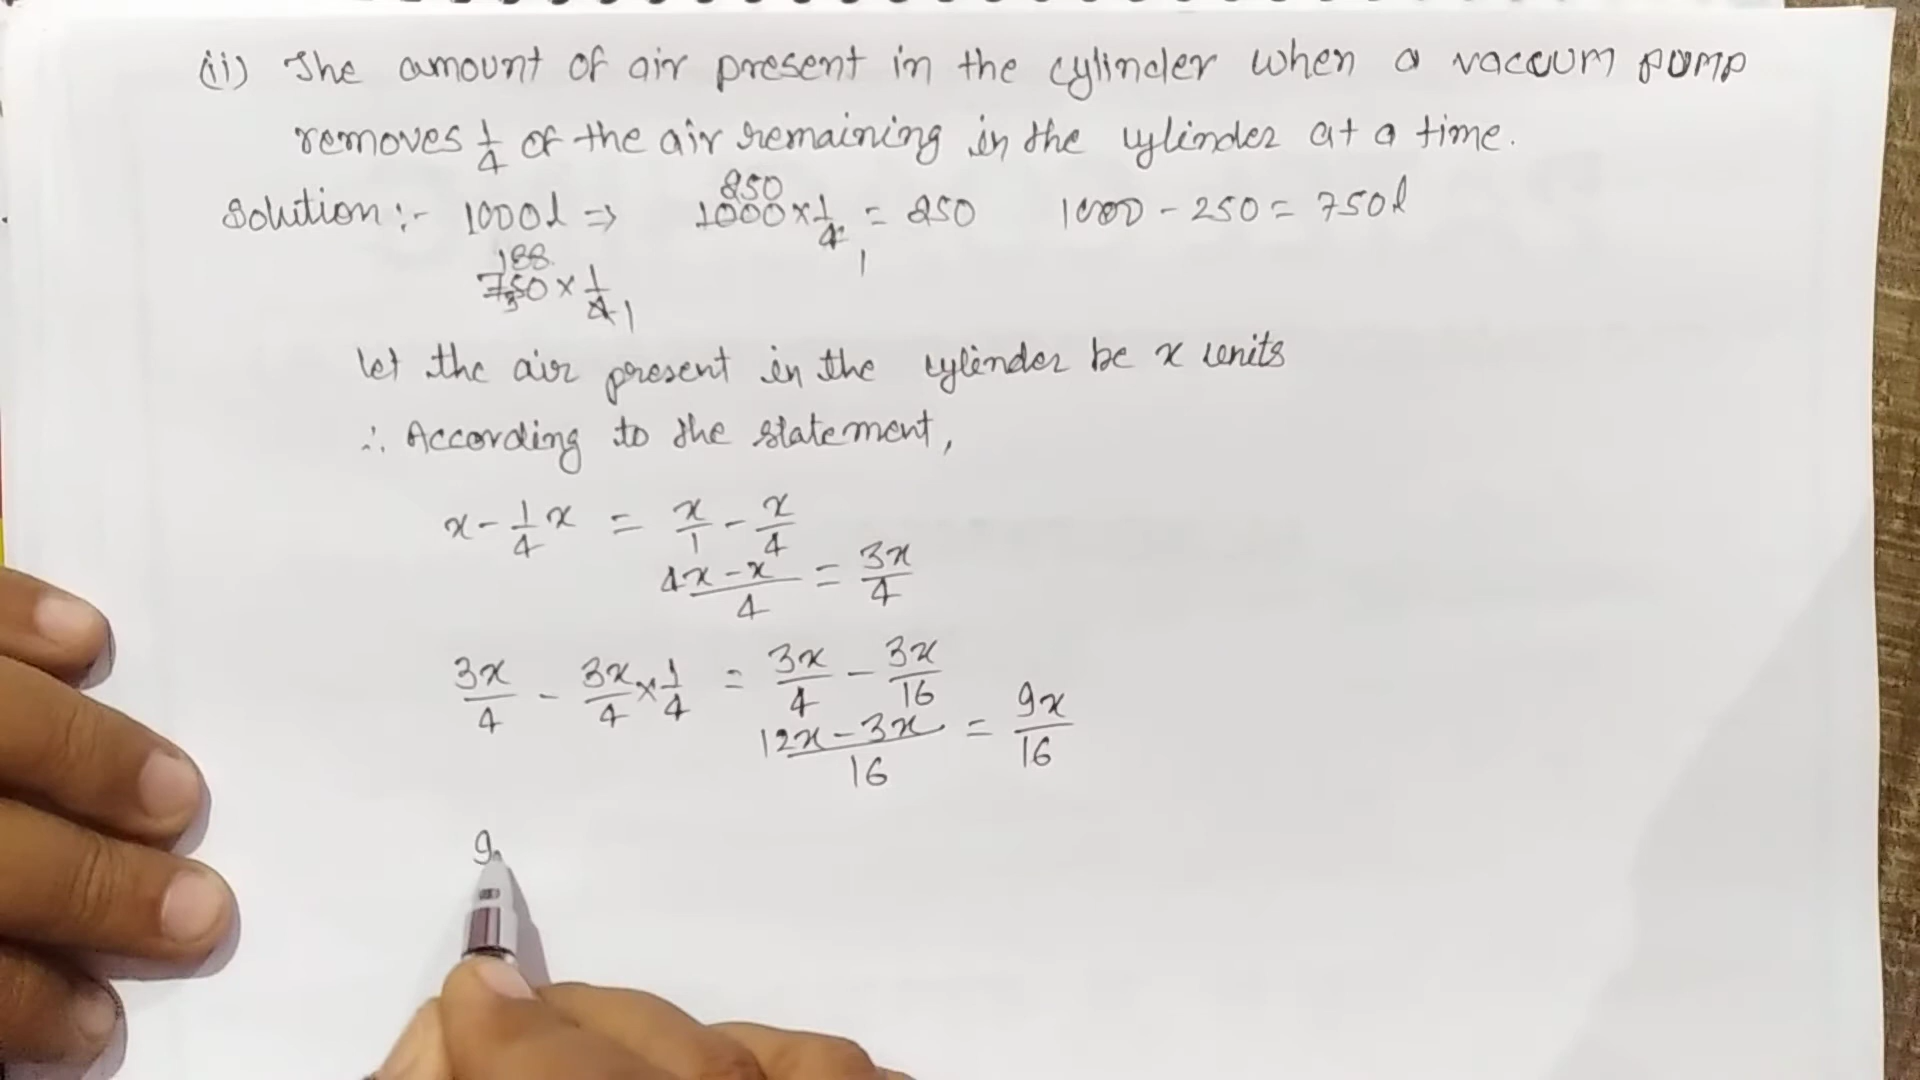 (ii) The amount of air present in the cylinder when a vaccum pump
removes 1/4 of the air remaining in the cylinder at a time.
Solution :- 1000l ⇒ 1000 × 1/4 = 250 1000 - 250 = 750l
250
1
188
750 × 1/4 1
let the air present in the cylinder be x units
∴ According to the statement,
x - 1/4 x = x/1 - x/4
4x - x/4 = 3x/4
3x/4 - 3x/4 × 1/4 = 3x/4 - 3x/16
12x - 3x/16 = 9x/16
9